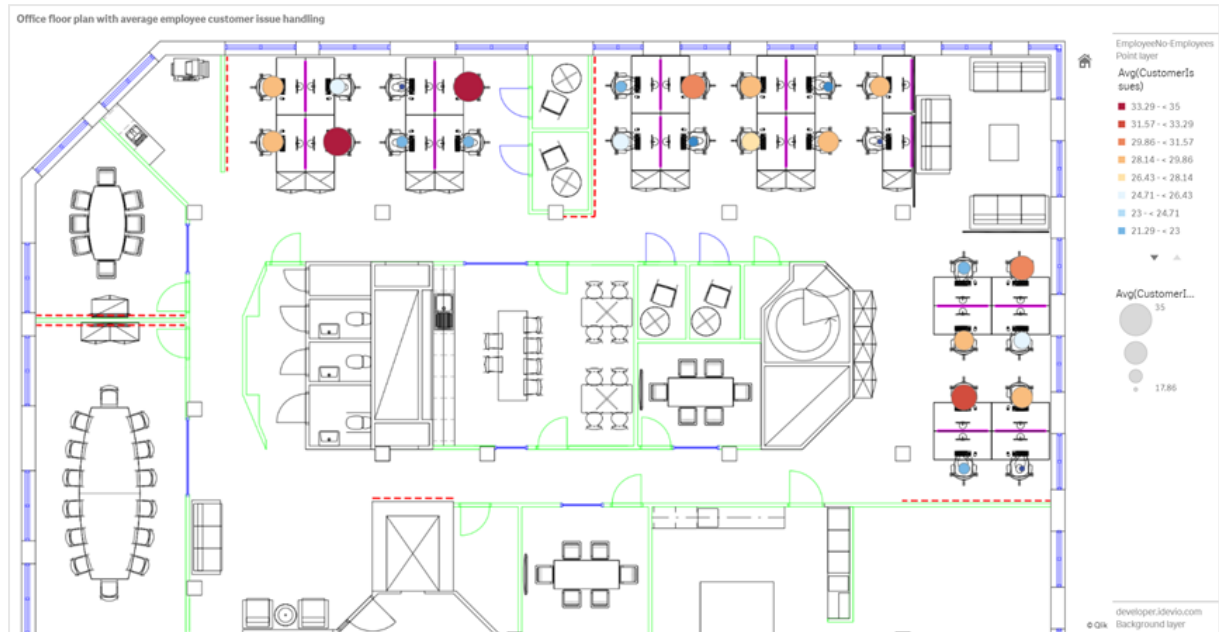 Office floor plan with average employee customer issue handling
EmployeeNo-Employees
Point layer
Avg(CustomerIs
sues)
33.29 - < 35
31.57 - < 33.29
29.86 - < 31.57
28.14 - < 29.86
26.43 - < 28.14
24.71 - < 26.43
23 - < 24.71
21.29 - < 23
Avg(CustomerI...
35
17.86
developer.idevio.com
Background layer
© Qlik